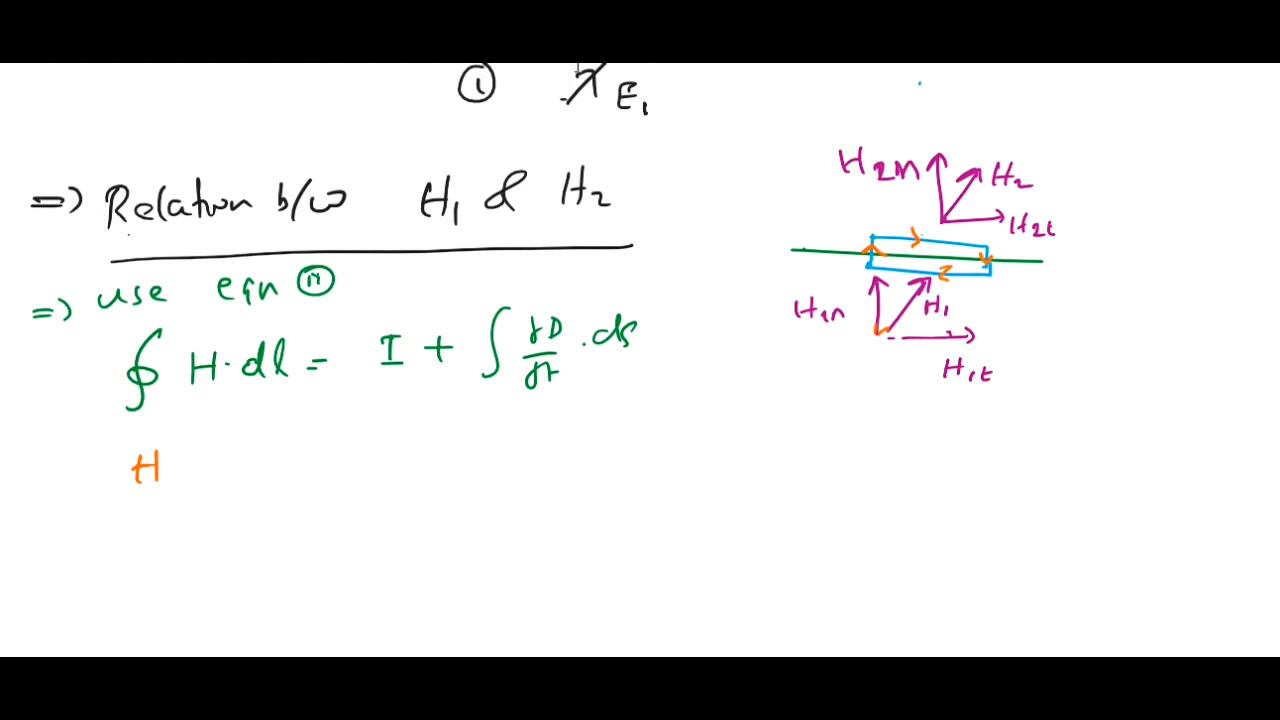 ① E₁
⇒ Relation b/w H₁ & H₂
⇒ use eqn
∮ H · dl = I + ∫ ∂D/∂t . ds
H
H₂n
H₂
H₂t
H₁n
H₁
H₁t